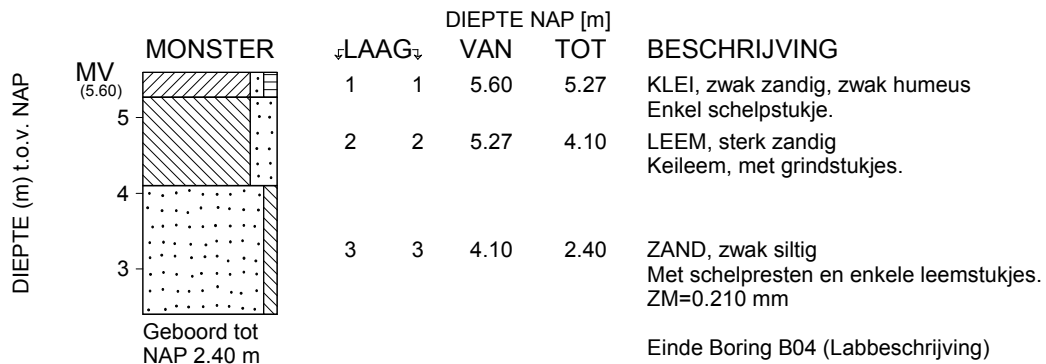 DIEPTE NAP [m]
MONSTER LAAG VAN TOT BESCHRIJVING
MV
(5.60)
DIEPTE (m) t.o.v. NAP
5
4
3
1 1 5.60 5.27 KLEI, zwak zandig, zwak humeus
Enkel schelpstukje.
2 2 5.27 4.10 LEEM, sterk zandig
Keileem, met grindstukjes.
3 3 4.10 2.40 ZAND, zwak siltig
Met schelpresten en enkele leemstukjes.
ZM=0.210 mm
Geboord tot
NAP 2.40 m
Einde Boring B04 (Labbeschrijving)